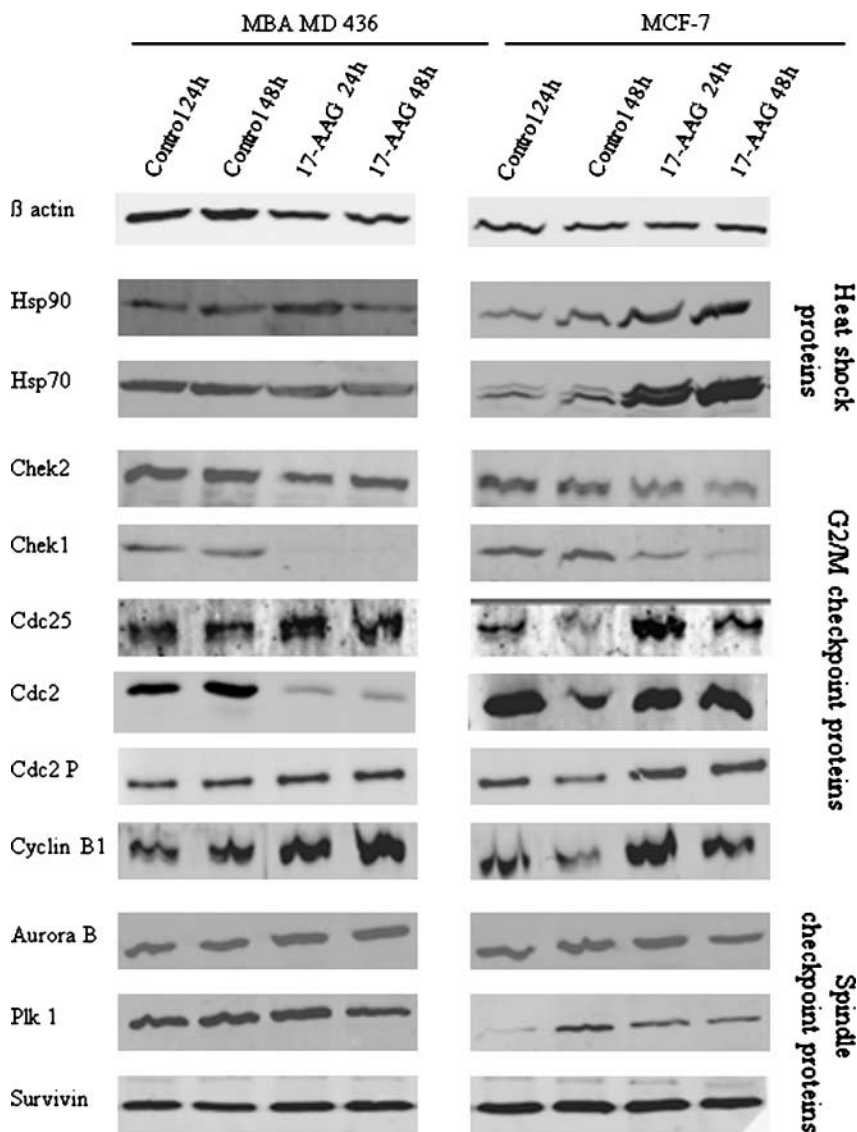 MBA MD 436
MCF-7
Control 24h
Control 48h
17-AAG 24h
17-AAG 48h
Control 24h
Control 48h
17-AAG 24h
17-AAG 48h
ß actin
Hsp90
Hsp70
Heat shock
proteins
Chek2
Chek1
Cdc25
Cdc2
Cdc2 P
Cyclin B1
G2/M checkpoint proteins
Aurora B
Plk 1
Survivin
Spindle
checkpoint proteins